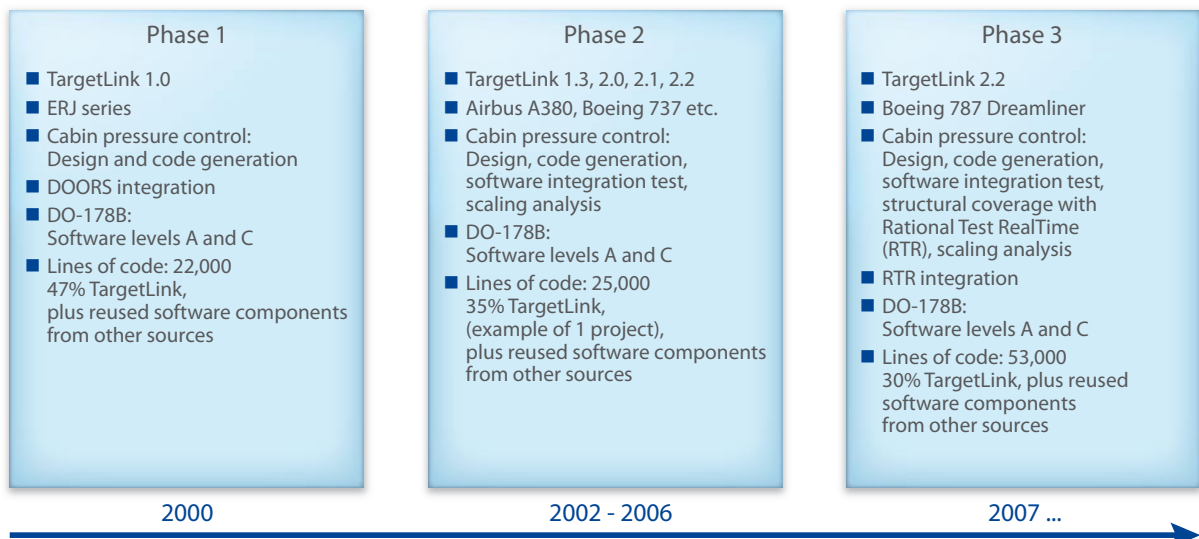 Phase 1
TargetLink 1.0
ERJ series
Cabin pressure control:
Design and code generation
DOORS integration
DO-178B:
Software levels A and C
Lines of code: 22,000
47% TargetLink,
plus reused software components
from other sources
2000
Phase 2
TargetLink 1.3, 2.0, 2.1, 2.2
Airbus A380, Boeing 737 etc.
Cabin pressure control:
Design, code generation,
software integration test,
scaling analysis
DO-178B:
Software levels A and C
Lines of code: 25,000
35% TargetLink,
(example of 1 project),
plus reused software components
from other sources
2002 - 2006
Phase 3
TargetLink 2.2
Boeing 787 Dreamliner
Cabin pressure control:
Design, code generation,
software integration test,
structural coverage with
Rational Test RealTime
(RTR), scaling analysis
RTR integration
DO-178B:
Software levels A and C
Lines of code: 53,000
30% TargetLink, plus reused
software components
from other sources
2007 ...